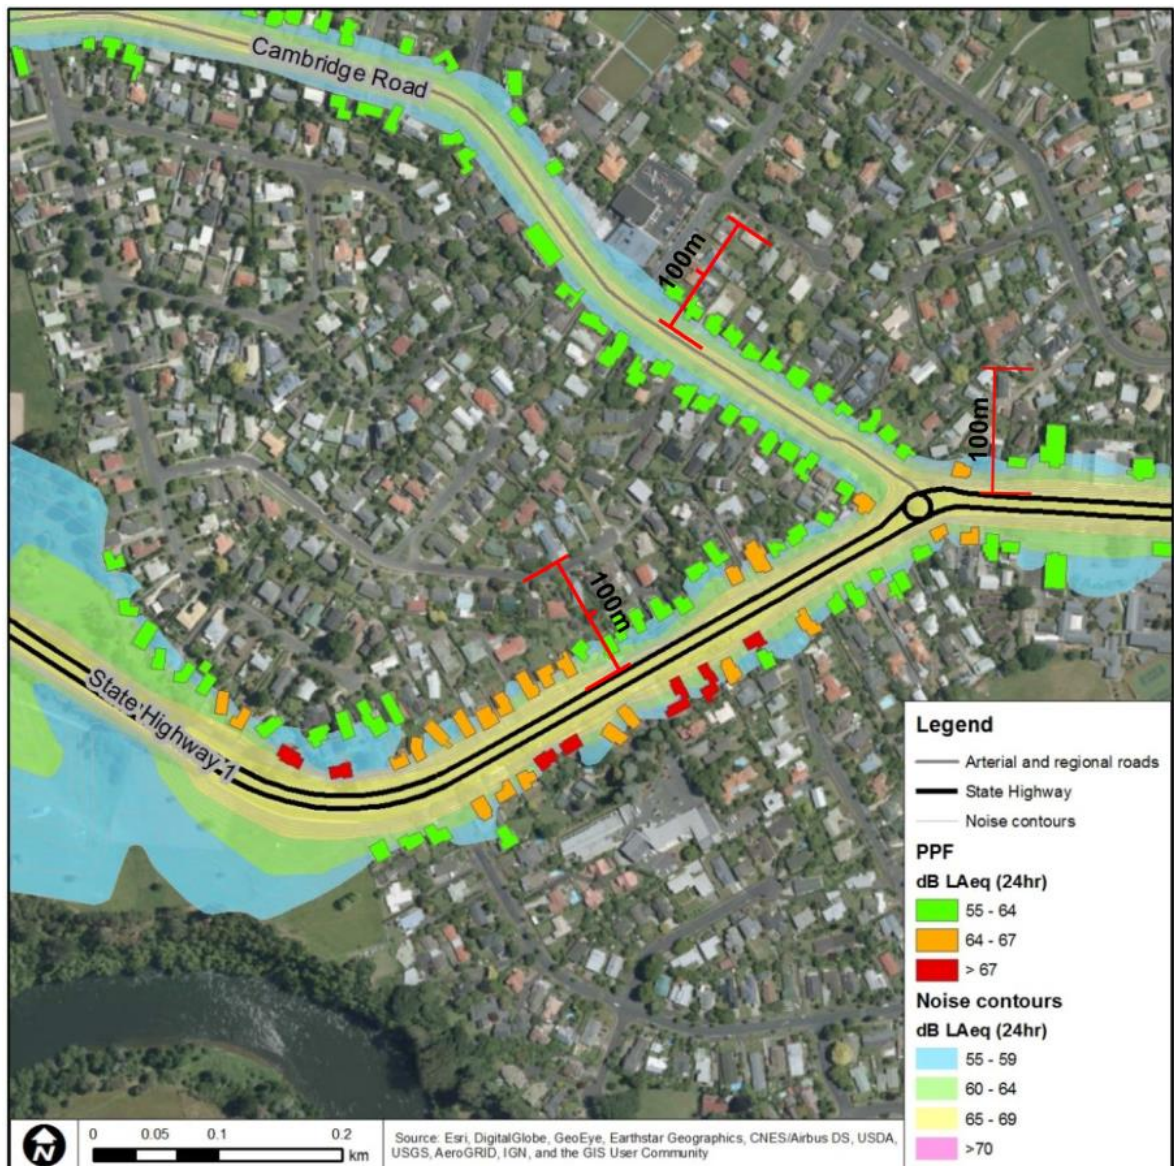 Cambridge Road
100m
100m
100m
State Highway 1
Legend
Arterial and regional roads
State Highway
Noise contours
PPF
dB LAeq (24hr)
55 - 64
64 - 67
> 67
Noise contours
dB LAeq (24hr)
55 - 59
60 - 64
65 - 69
>70
N
0 0.05 0.1 0.2
km
Source: Esri, DigitalGlobe, GeoEye, Earthstar Geographics, CNES/Airbus DS, USDA,
USGS, AeroGRID, IGN, and the GIS User Community